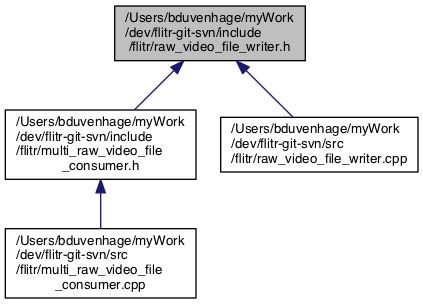 /Users/bduvenhage/myWork
/dev/flitr-git-svn/include
/flitr/raw_video_file_writer.h
/Users/bduvenhage/myWork
/dev/flitr-git-svn/include
/flitr/multi_raw_video_file
_consumer.h
/Users/bduvenhage/myWork
/dev/flitr-git-svn/src
/flitr/raw_video_file_writer.cpp
/Users/bduvenhage/myWork
/dev/flitr-git-svn/src
/flitr/multi_raw_video_file
_consumer.cpp